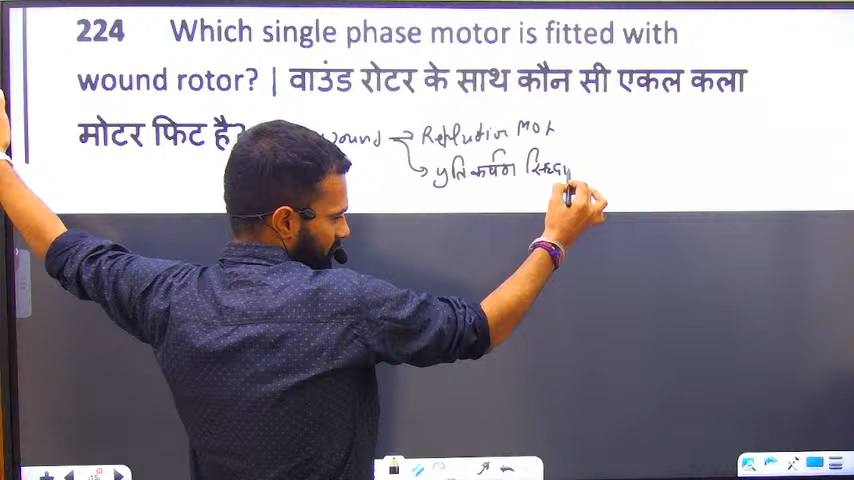 224 Which single phase motor is fitted with
wound rotor? | वाउंड रोटर के साथ कौन सी एकल कला
मोटर फिट है? wound → Replution Mot
→ प्रतिकर्षण